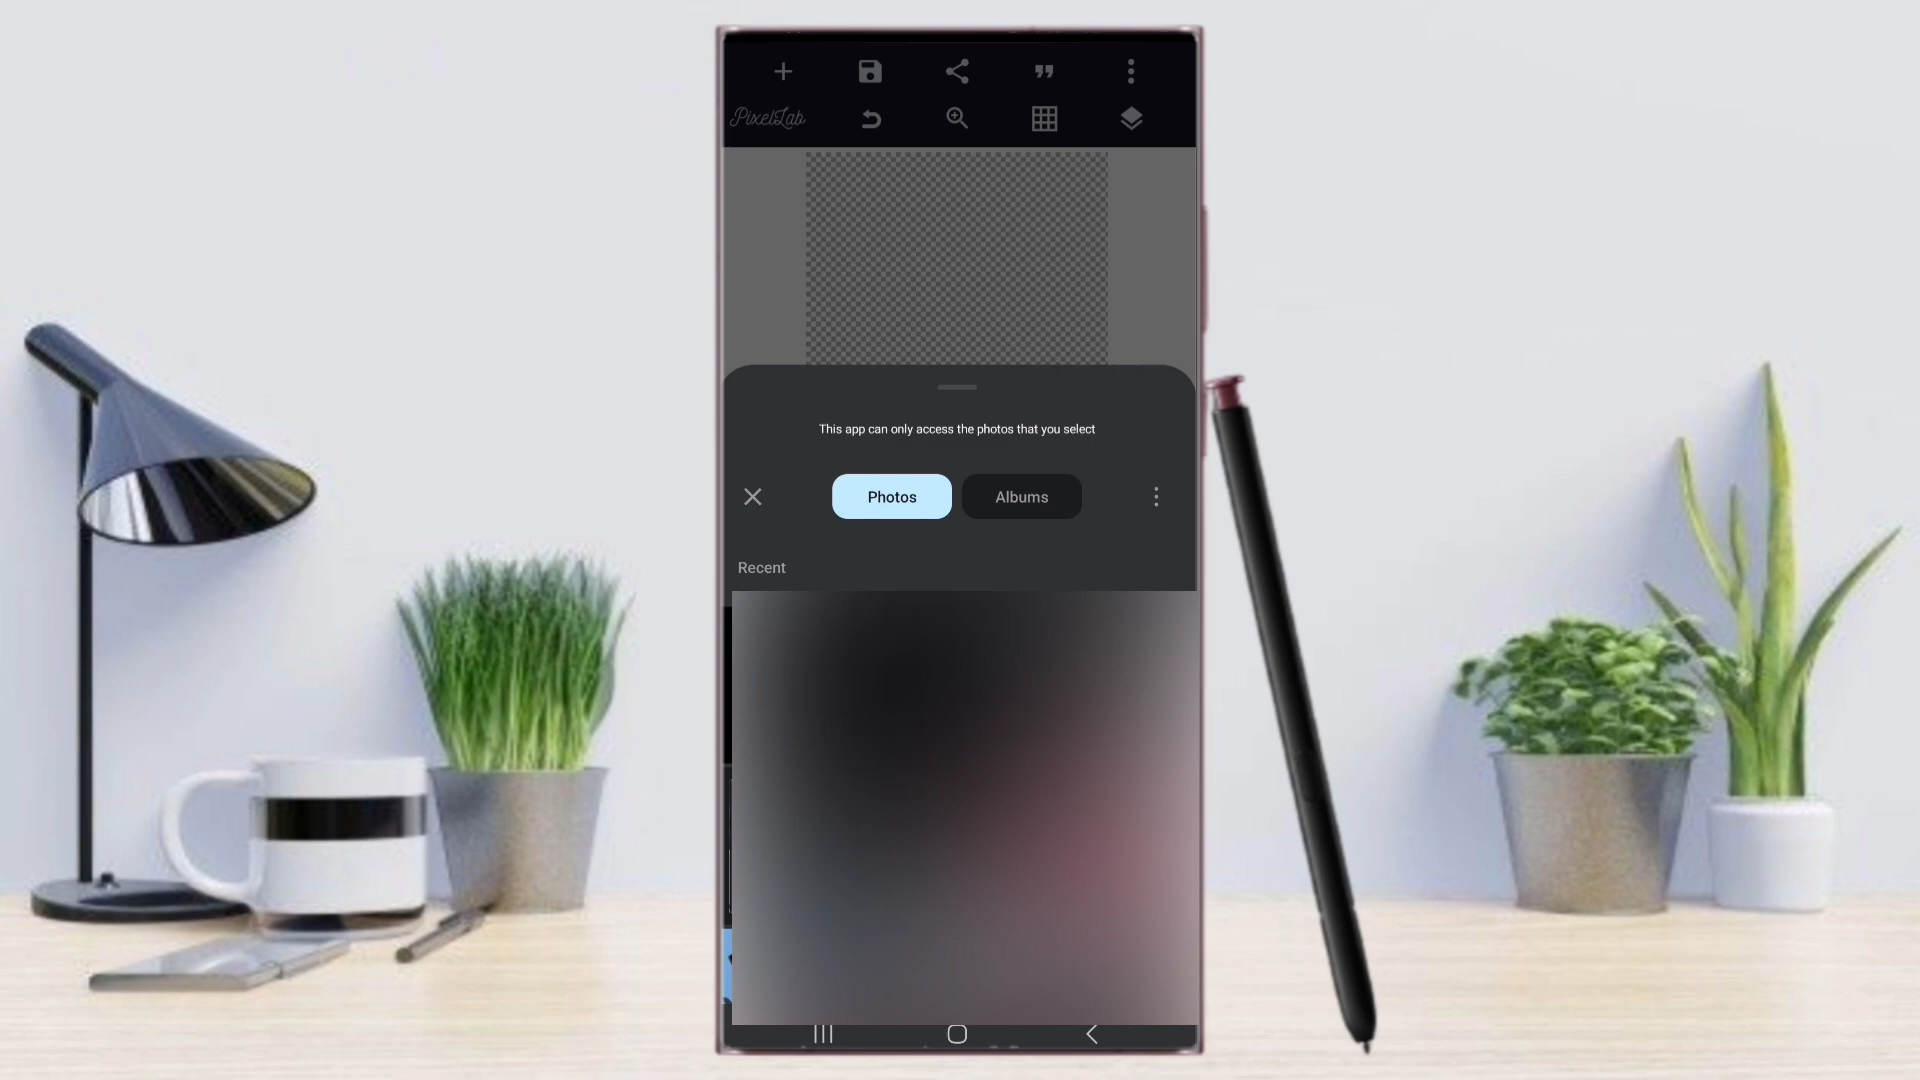 PixelLab
This app can only access the photos that you select
Photos
Albums
Recent